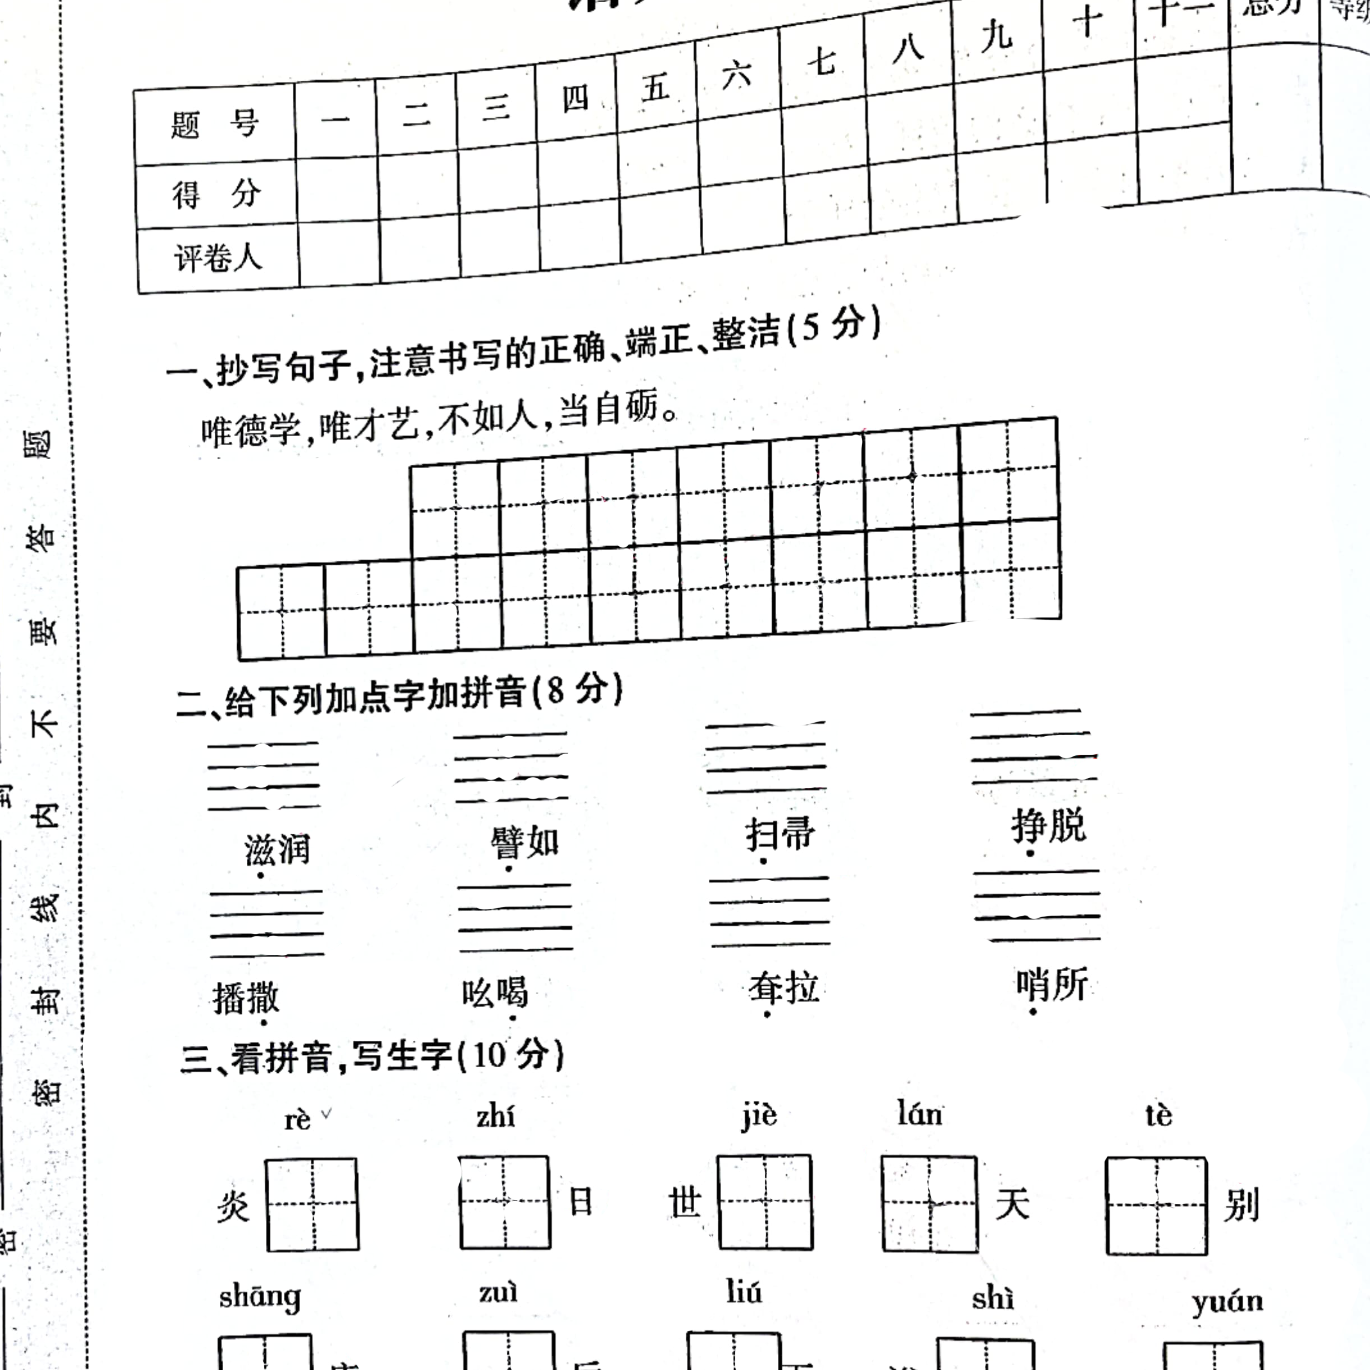 题 号 一 二 三 四 五 六 七 八 九 十 十一 总分 等级
得 分
评卷人
一、抄写句子,注意书写的正确、端正、整洁(5 分)
唯德学,唯才艺,不如人,当自砺。
二、给下列加点字加拼音(8 分)
滋润 譬如 扫帚 挣脱
播撒 吆喝 耷拉 哨所
三、看拼音,写生字(10 分)
rè zhí jiè lán tè
炎 日 世 天 别
shāng zuì liú shì yuán
密 封 线 内 不 要 答 题